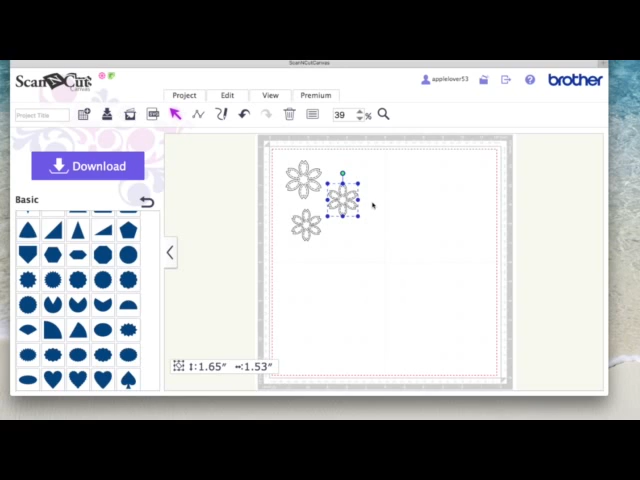 ScanNCutCanvas
ScanNCut
Canvas
applelover53
brother
Project
Edit
View
Premium
Project Title
39
%
Download
Basic
1.65"
1.53"